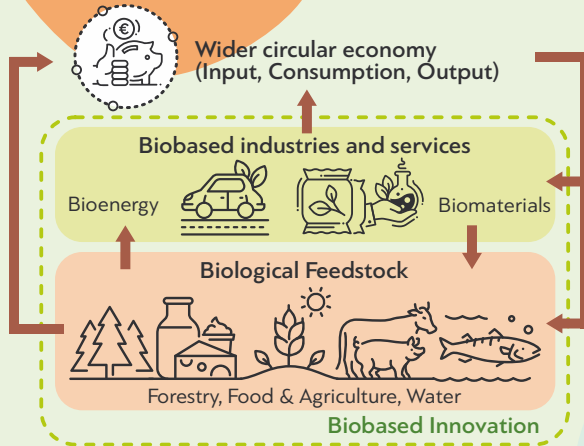 €
Wider circular economy
(Input, Consumption, Output)
Biobased industries and services
Bioenergy
Biomaterials
Biological Feedstock
Forestry, Food & Agriculture, Water
Biobased Innovation